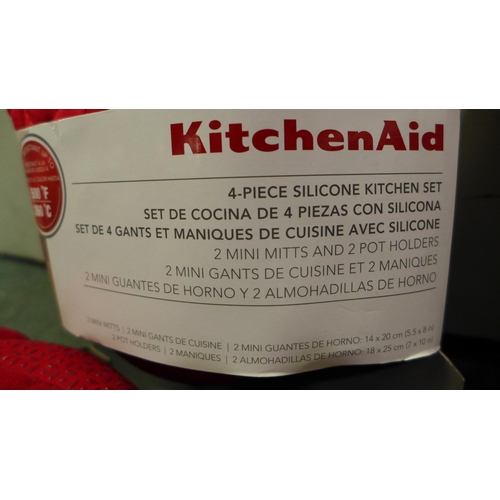 KitchenAid
4-PIECE SILICONE KITCHEN SET
SET DE COCINA DE 4 PIEZAS CON SILICONA
SET DE 4 GANTS ET MANIQUES DE CUISINE AVEC SILICONE
2 MINI MITTS AND 2 POT HOLDERS
2 MINI GANTS DE CUISINE ET 2 MANIQUES
2 MINI GUANTES DE HORNO Y 2 ALMOHADILLAS DE HORNO
2 MINI MITTS | 2 MINI GANTS DE CUISINE | 2 MINI GUANTES DE HORNO: 14 x 20 cm (5.5 x 8 in)
2 POT HOLDERS | 2 MANIQUES | 2 ALMOHADILLAS DE HORNO: 18 x 25 cm (7 x 10 in)
500 °F
°C